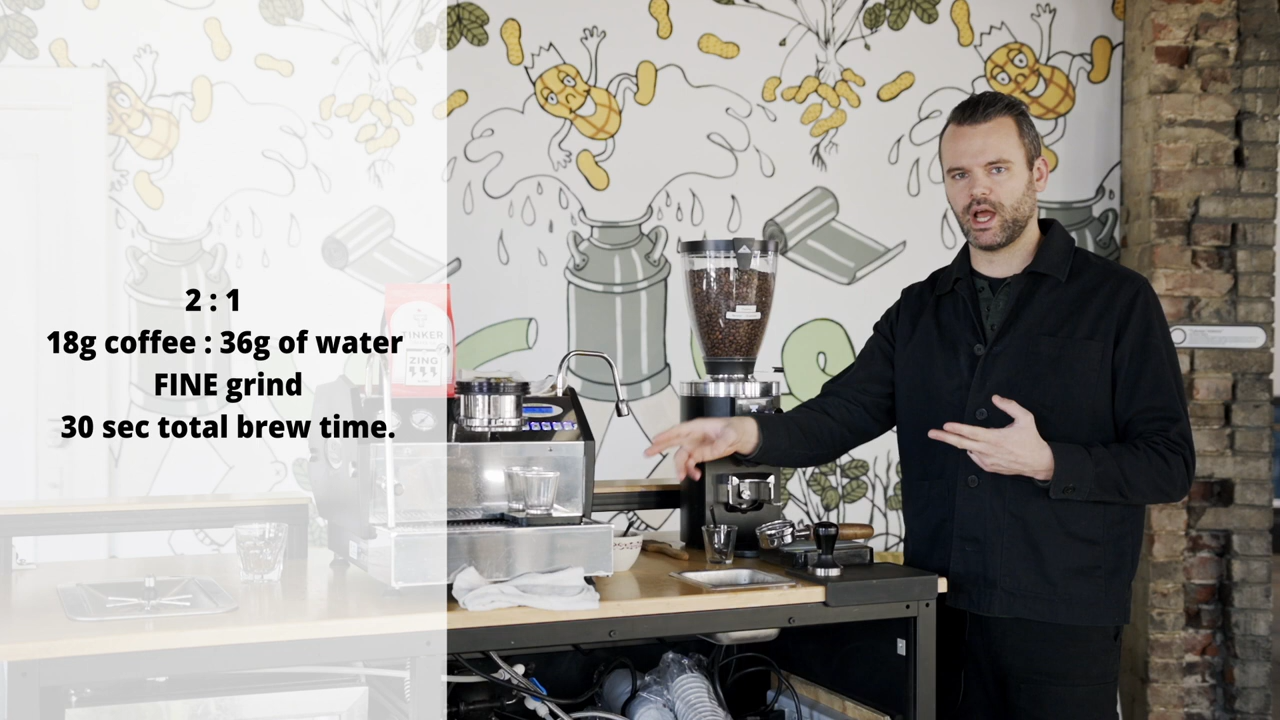 2 : 1
18g coffee : 36g of water
FINE grind
30 sec total brew time.
TINKER
ZING